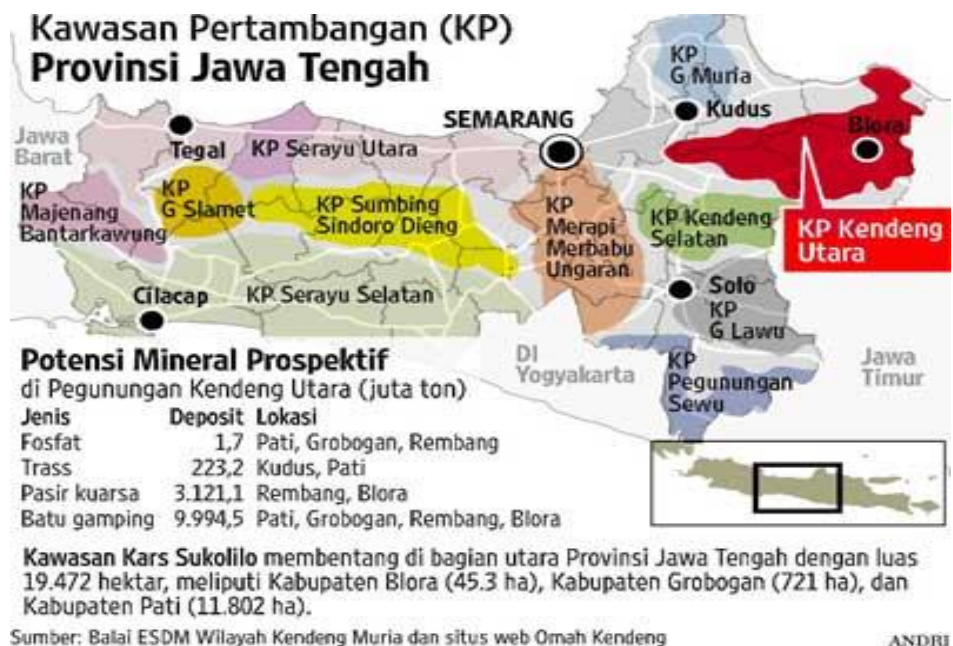 Kawasan Pertambangan (KP)
Provinsi Jawa Tengah
KP
G Muria
Kudus
SEMARANG
Blora
Jawa
Barat
Tegal
KP Serayu Utara
KP
Majenang
Bantarkawung
KP
G Slamet
KP Sumbing
Sindoro Dieng
KP
Merapi
Merbabu
Ungaran
KP Kendeng
Selatan
KP Kendeng
Utara
Cilacap
KP Serayu Selatan
Solo
KP
G Lawu
DI
Yogyakarta
KP
Pegunungan
Sewu
Jawa
Timur
Potensi Mineral Prospektif
di Pegunungan Kendeng Utara (juta ton)
Jenis Deposit Lokasi
Fosfat 1,7 Pati, Grobogan, Rembang
Trass 223,2 Kudus, Pati
Pasir kuarsa 3.121,1 Rembang, Blora
Batu gamping 9.994,5 Pati, Grobogan, Rembang, Blora
Kawasan Kars Sukolilo membentang di bagian utara Provinsi Jawa Tengah dengan luas
19.472 hektar, meliputi Kabupaten Blora (45.3 ha), Kabupaten Grobogan (721 ha), dan
Kabupaten Pati (11.802 ha).
Sumber: Balai ESDM Wilayah Kendeng Muria dan situs web Omah Kendeng
ANDRI